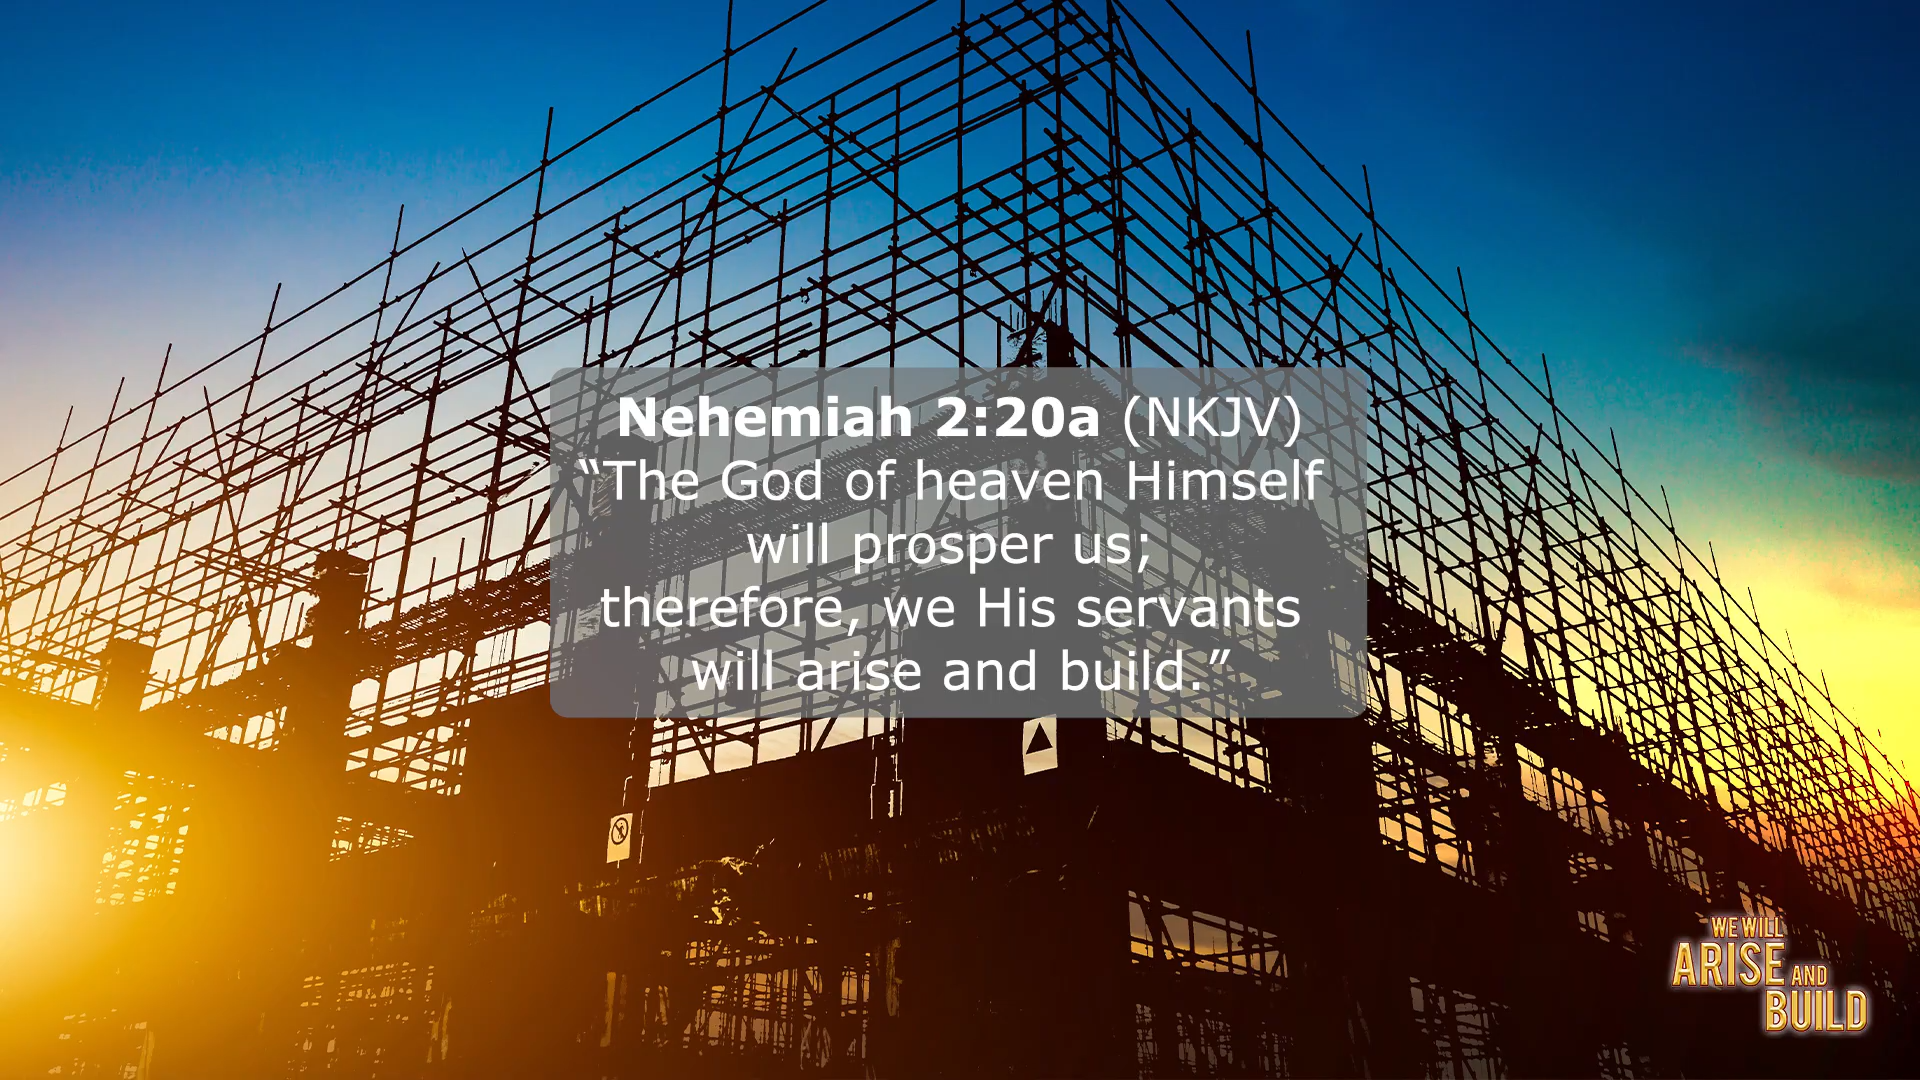 Nehemiah 2:20a (NKJV)
“The God of heaven Himself
will prosper us;
therefore, we His servants
will arise and build.”
WE WILL
ARISE AND
BUILD